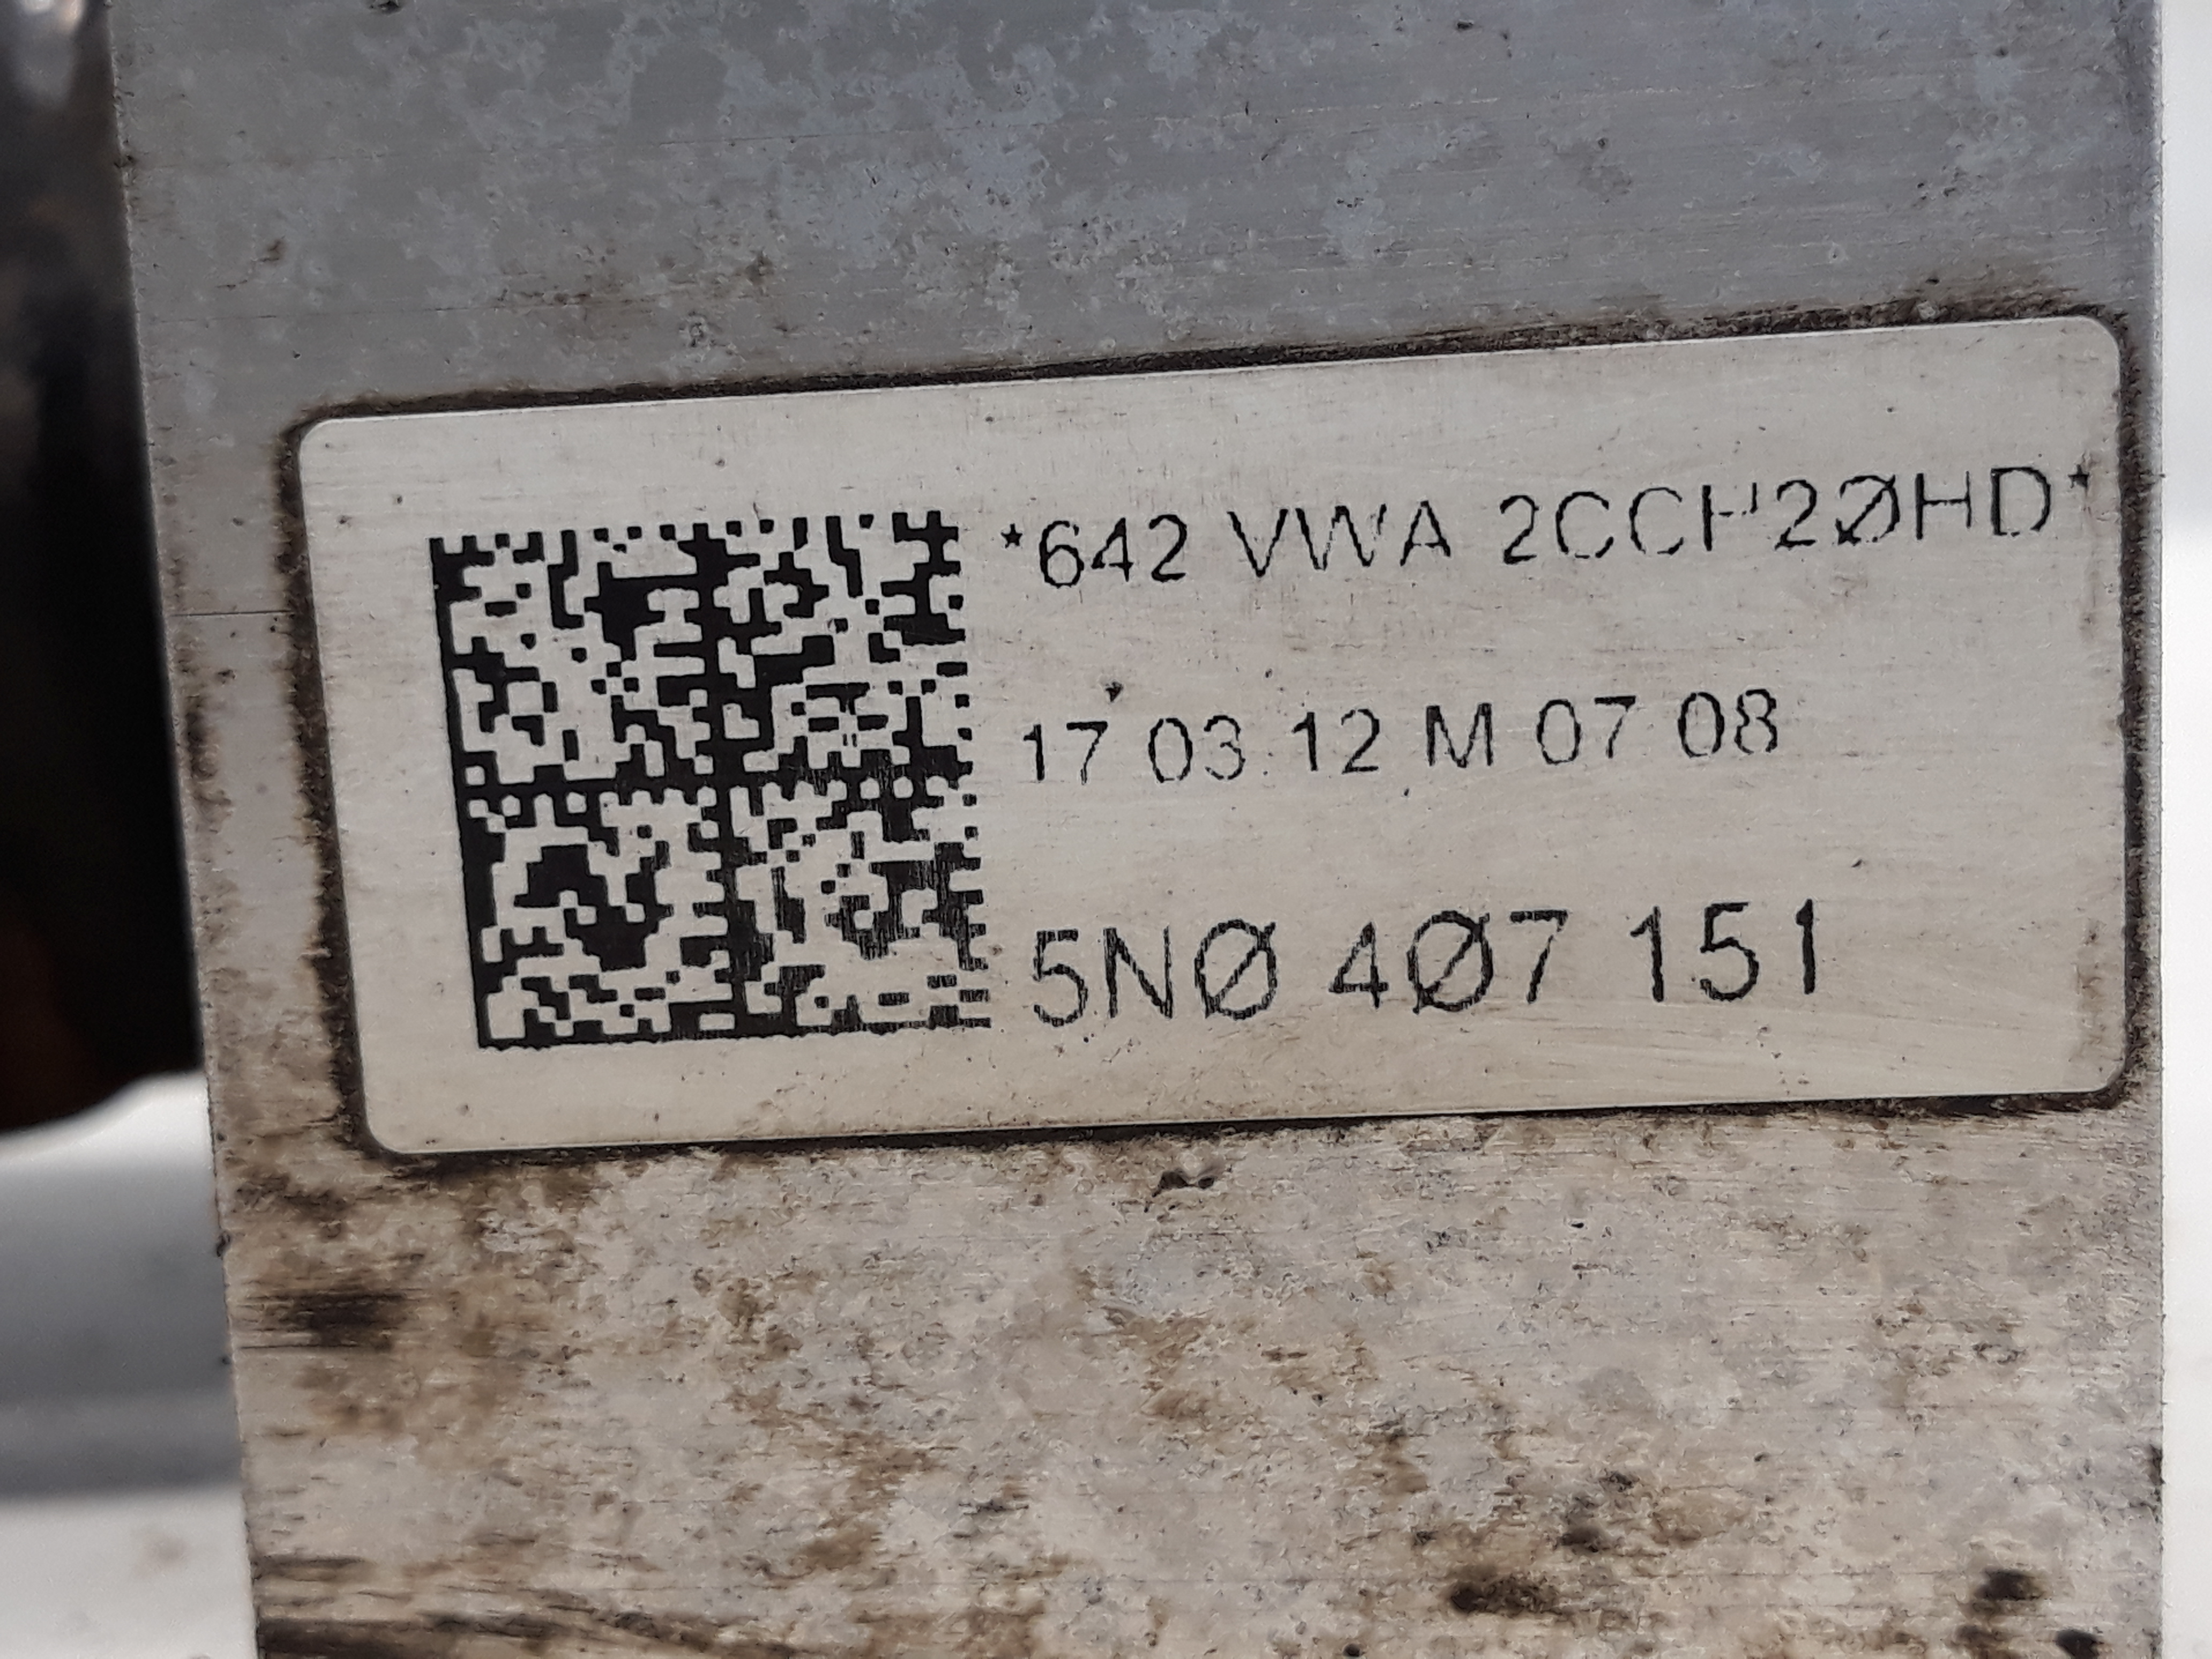 *642 VWA 2CCH20HD*
17 03 12 M 07 08
5N0 407 151